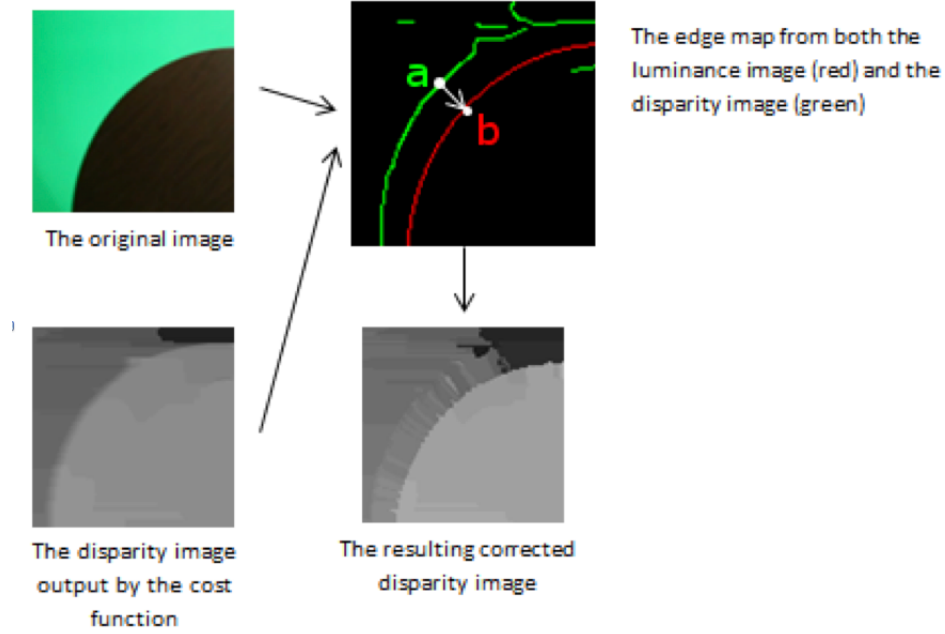 The edge map from both the
luminance image (red) and the
disparity image (green)
a
b
The original image
The disparity image
output by the cost
function
The resulting corrected
disparity image